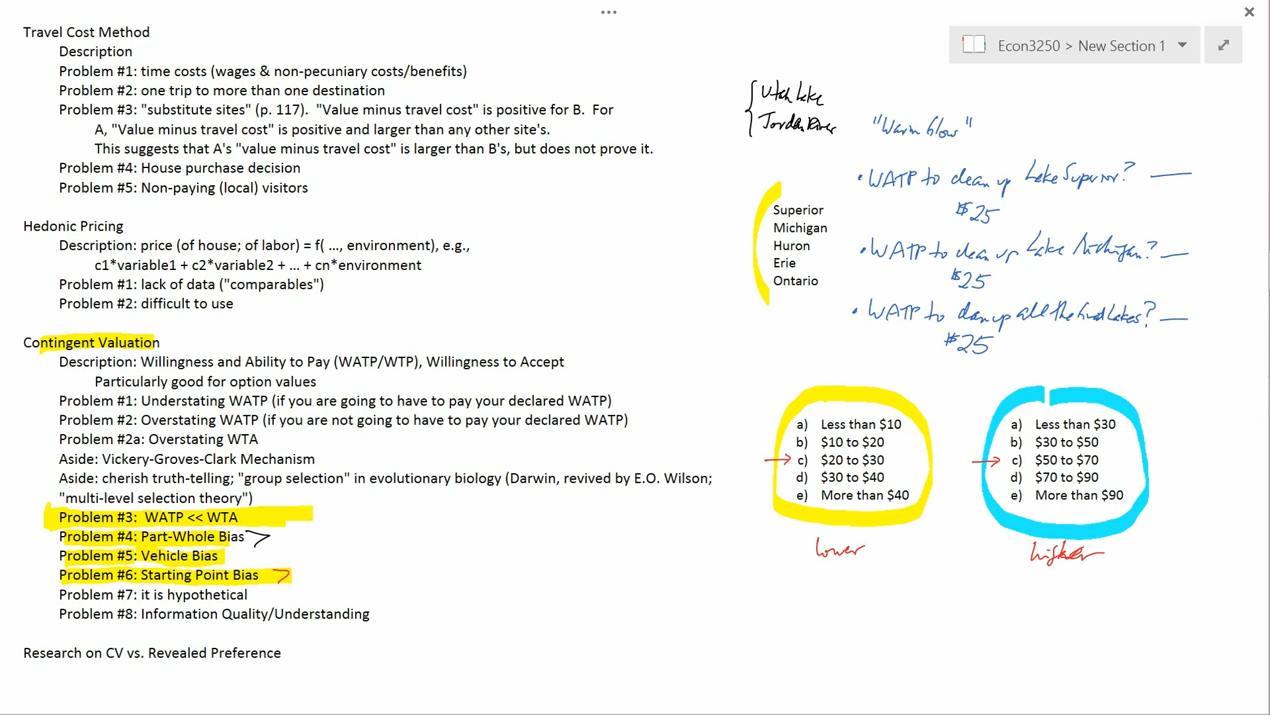 Travel Cost Method
Description
Problem #1: time costs (wages & non-pecuniary costs/benefits)
Problem #2: one trip to more than one destination
Problem #3: "substitute sites" (p. 117).  "Value minus travel cost" is positive for B.  For
A, "Value minus travel cost" is positive and larger than any other site's.
This suggests that A's "value minus travel cost" is larger than B's, but does not prove it.
Problem #4: House purchase decision
Problem #5: Non-paying (local) visitors
Hedonic Pricing
Description: price (of house; of labor) = f( ..., environment), e.g.,
c1*variable1 + c2*variable2 + ... + cn*environment
Problem #1: lack of data ("comparables")
Problem #2: difficult to use
Contingent Valuation
Description: Willingness and Ability to Pay (WATP/WTP), Willingness to Accept
Particularly good for option values
Problem #1: Understating WATP (if you are going to have to pay your declared WATP)
Problem #2: Overstating WATP (if you are not going to have to pay your declared WATP)
Problem #2a: Overstating WTA
Aside: Vickery-Groves-Clark Mechanism
Aside: cherish truth-telling; "group selection" in evolutionary biology (Darwin, revived by E.O. Wilson;
"multi-level selection theory")
Problem #3:  WATP << WTA
Problem #4: Part-Whole Bias
Problem #5: Vehicle Bias
Problem #6: Starting Point Bias
Problem #7: it is hypothetical
Problem #8: Information Quality/Understanding
Research on CV vs. Revealed Preference
Econ3250 > New Section 1
Utah Lake
Jordan River
"Warm Glow"
• WATP to clean up Lake Superior?
$25
• WATP to clean up Lake Michigan?
$25
• WATP to clean up all the Great Lakes?
$25
Superior
Michigan
Huron
Erie
Ontario
a) Less than $10
b) $10 to $20
c) $20 to $30
d) $30 to $40
e) More than $40
lower
a) Less than $30
b) $30 to $50
c) $50 to $70
d) $70 to $90
e) More than $90
higher